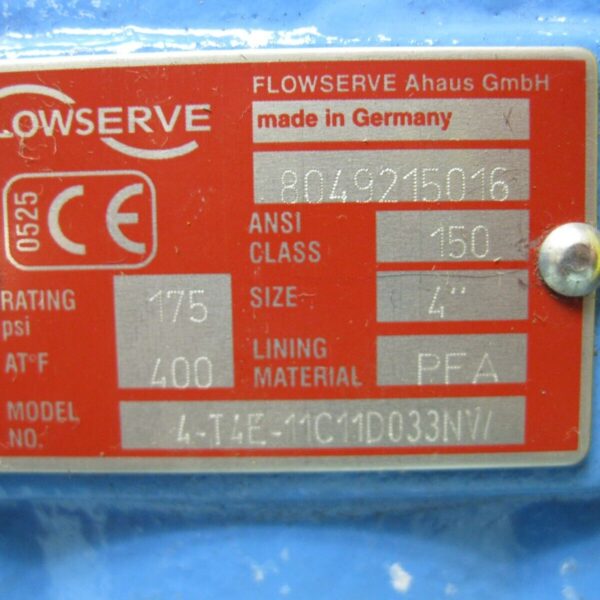 FLOWSERVE Ahaus GmbH
LOWSERVE
made in Germany
8049215016
0525 CE
ANSI CLASS 150
RATING psi 175
SIZE 4"
AT°F 400
LINING MATERIAL PFA
MODEL NO. 4-T4E-11C11D033NW